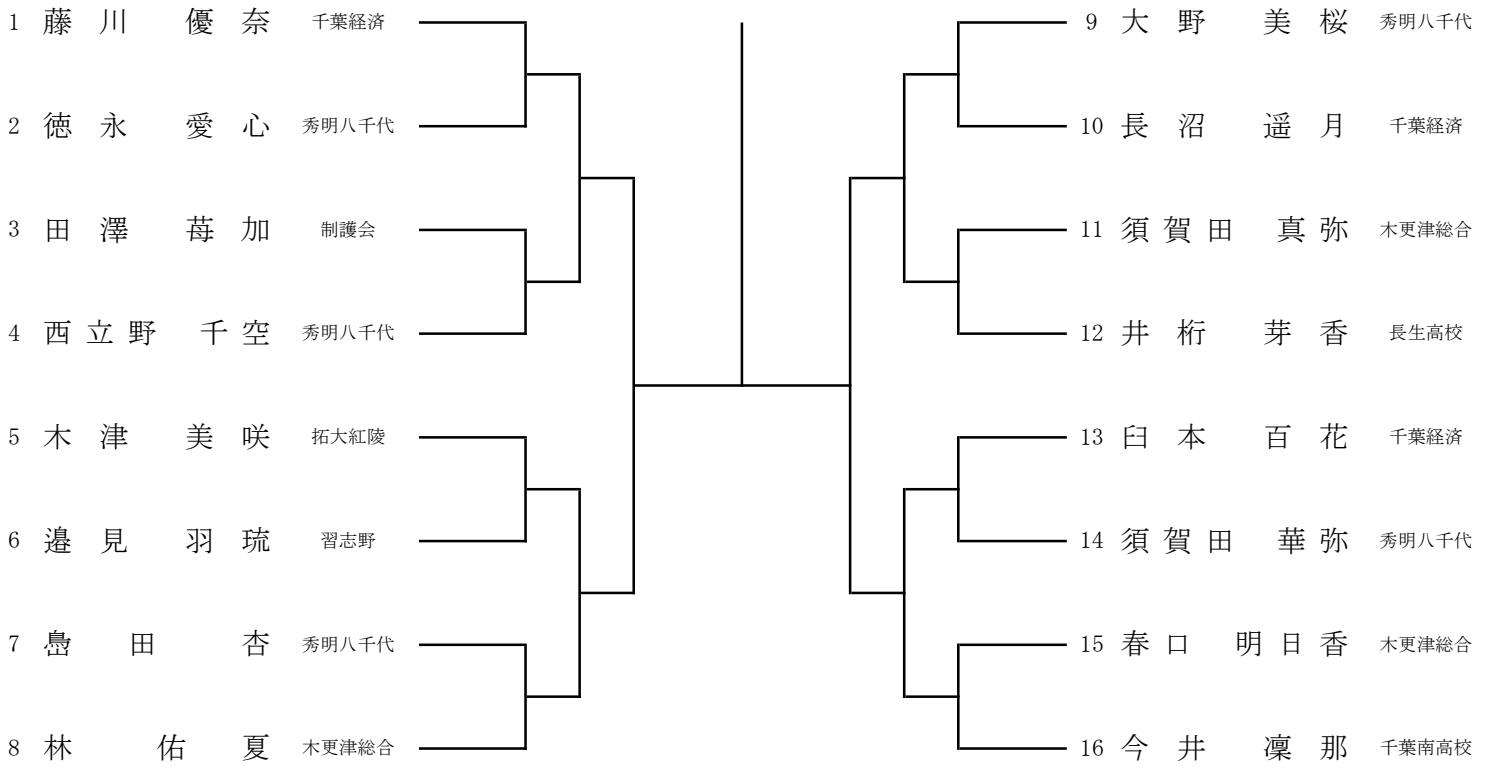 1 藤川 優奈 千葉経済
2 徳永 愛心 秀明八千代
3 田澤 苺加 制護会
4 西立野 千空 秀明八千代
5 木津 美咲 拓大紅陵
6 邉見 羽琉 習志野
7 嶌田 杏 秀明八千代
8 林 佑夏 木更津総合
9 大野 美桜 秀明八千代
10 長沼 遥月 千葉経済
11 須賀田 真弥 木更津総合
12 井桁 芽香 長生高校
13 臼本 百花 千葉経済
14 須賀田 華弥 秀明八千代
15 春口 明日香 木更津総合
16 今井 凜那 千葉南高校